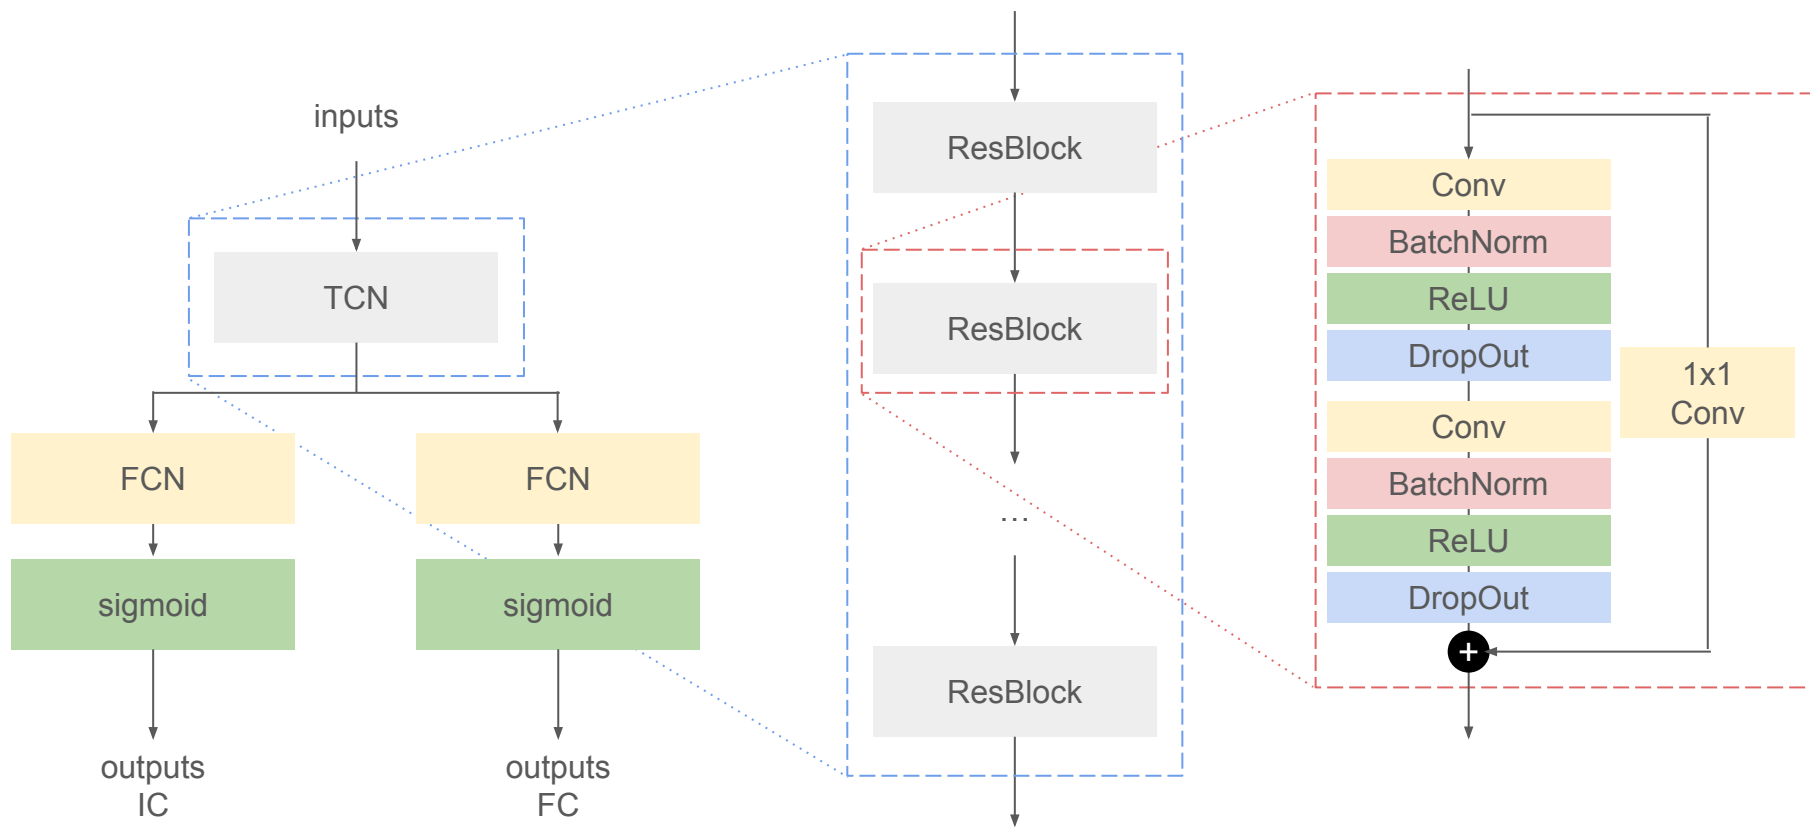 inputs
TCN
FCN
FCN
sigmoid
sigmoid
outputs
IC
outputs
FC
ResBlock
ResBlock
...
ResBlock
Conv
BatchNorm
ReLU
DropOut
Conv
BatchNorm
ReLU
DropOut
+
1x1
Conv